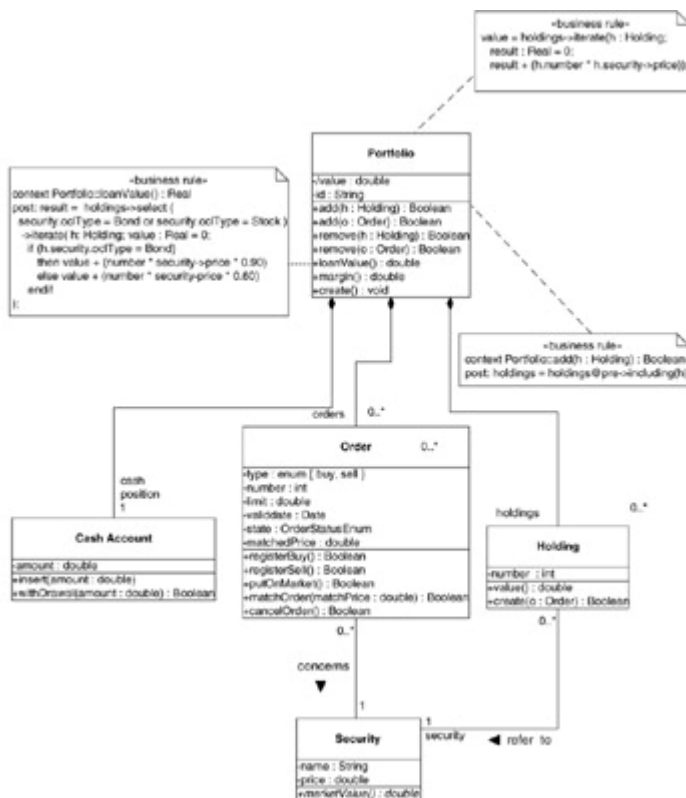 «business rule»
value = holdings->iterate(h : Holding;
result : Real = 0;
result + (h.number * h.security->price))
Portfolio
-/value : double
-id : String
+add(h : Holding) : Boolean
+add(o : Order) : Boolean
+remove(h : Holding) : Boolean
+remove(o : Order) : Boolean
+loanValue() : double
+margin() : double
+create() : void
«business rule»
context Portfolio::loanValue() : Real
post: result = holdings->select (
security.oclType = Bond or security.oclType = Stock )
->iterate( h: Holding; value : Real = 0;
if (h.security.oclType = Bond)
then value + (number * security->price * 0.90)
else value + (number * security-price * 0.60)
endif
);
«business rule»
context Portfolio::add(h : Holding) : Boolean
post: holdings = holdings@pre->including(h)
orders
0..*
Order
0..*
-type : enum { buy, sell }
-number : int
-limit : double
-validdate : Date
-state : OrderStatusEnum
-matchedPrice : double
+registerBuy() : Boolean
+registerSell() : Boolean
+putOnMarket() : Boolean
+matchOrder(matchPrice : double) : Boolean
+cancelOrder() : Boolean
cash
position
1
Cash Account
-amount : double
+insert(amount : double)
+withDrawal(amount : double) : Boolean
holdings
0..*
Holding
-number : int
+value() : double
+create(o : Order) : Boolean
0..*
0..*
concerns
1
1
security
refer to
Security
-name : String
-price : double
+marketValue() : double